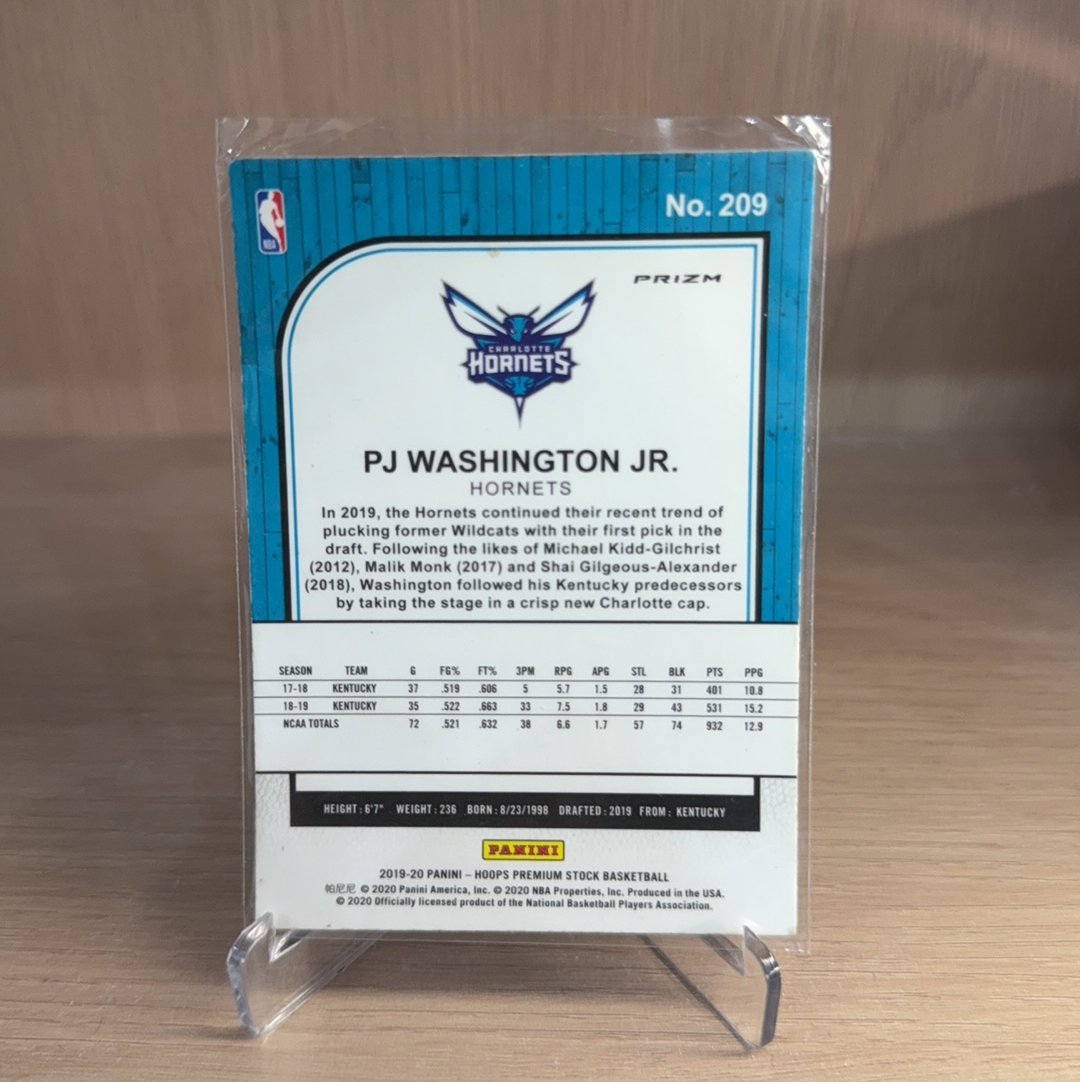 No. 209
NBA
PRIZM
CHARLOTTE
HORNETS
PJ WASHINGTON JR.
HORNETS
In 2019, the Hornets continued their recent trend of
plucking former Wildcats with their first pick in the
draft. Following the likes of Michael Kidd-Gilchrist
(2012), Malik Monk (2017) and Shai Gilgeous-Alexander
(2018), Washington followed his Kentucky predecessors
by taking the stage in a crisp new Charlotte cap.
SEASON TEAM G FG% FT% 3PM RPG APG STL BLK PTS PPG
17-18 KENTUCKY 37 .519 .606 5 5.7 1.5 28 31 401 10.8
18-19 KENTUCKY 35 .522 .663 33 7.5 1.8 29 43 531 15.2
NCAA TOTALS 72 .521 .632 38 6.6 1.7 57 74 932 12.9
HEIGHT: 6'7" WEIGHT: 236 BORN: 8/23/1998 DRAFTED: 2019 FROM: KENTUCKY
PANINI
2019-20 PANINI – HOOPS PREMIUM STOCK BASKETBALL
帕尼尼 © 2020 Panini America, Inc. © 2020 NBA Properties, Inc. Produced in the USA.
© 2020 Officially licensed product of the National Basketball Players Association.